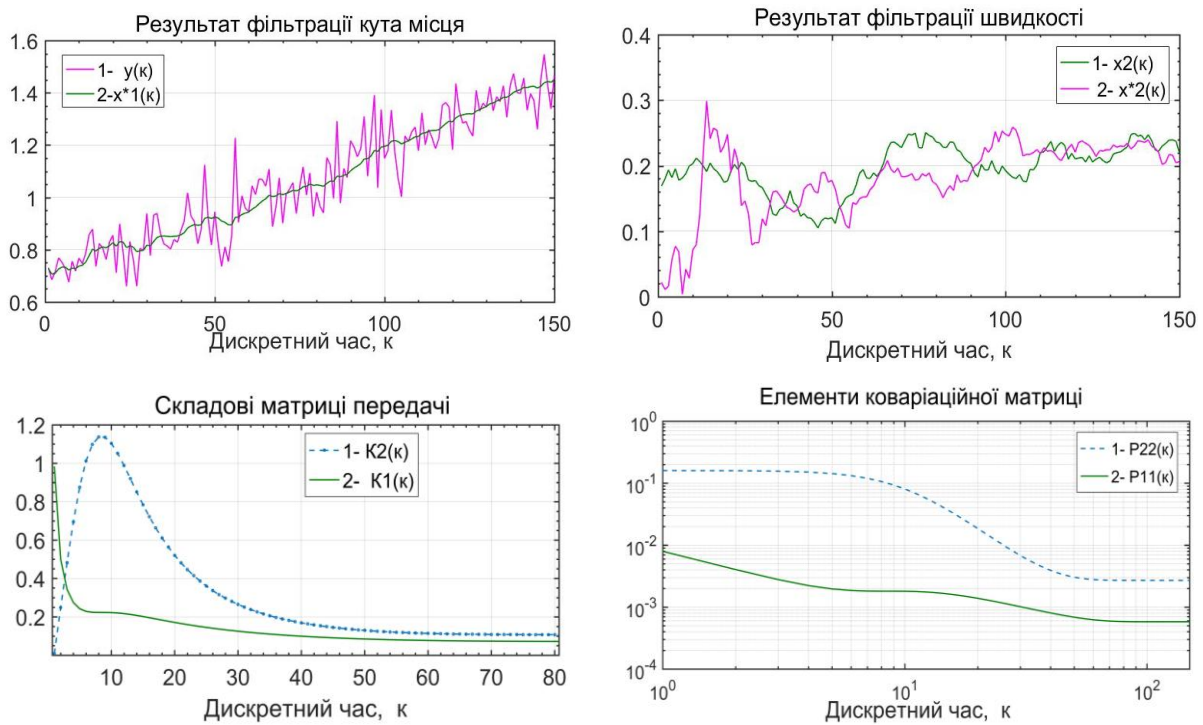 Результат фільтрації кута місця
1.6
1.4
1.2
1
0.8
0.6
1- y(к)
2-x*1(к)
0
50
100
150
Дискретний час, к
Результат фільтрації швидкості
0.4
0.3
0.2
0.1
0
1- x2(к)
2- x*2(к)
0
50
100
150
Дискретний час, к
Складові матриці передачі
1.2
1
0.8
0.6
0.4
0.2
1- К2(к)
2- К1(к)
10
20
30
40
50
60
70
80
Дискретний час, к
Елементи коваріаційної матриці
10⁰
10⁻¹
10⁻²
10⁻³
10⁻⁴
1- P22(к)
2- P11(к)
10⁰
10¹
10²
Дискретний час, к